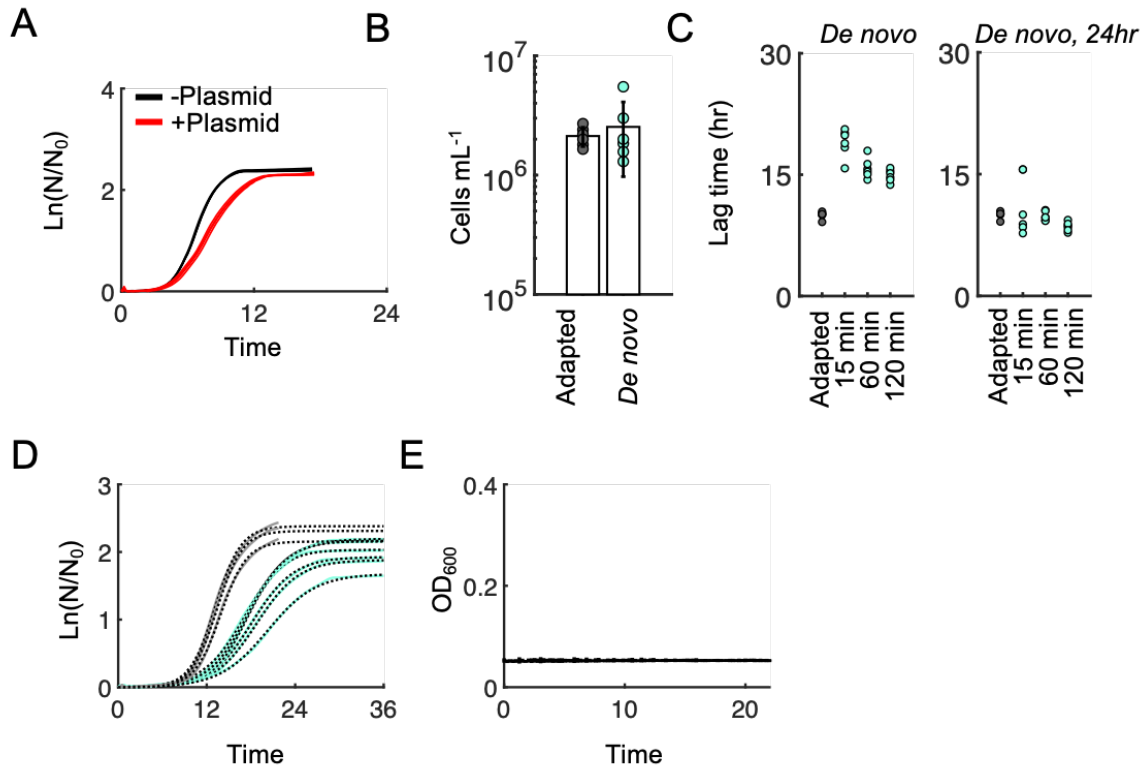 A
Ln(N/N0)
4
2
0
-Plasmid
+Plasmid
0 12 24
Time
B
Cells mL-1
10^7
10^6
10^5
Adapted
De novo
C
De novo
Lag time (hr)
30
15
0
Adapted
15 min
60 min
120 min
De novo, 24hr
30
15
0
Adapted
15 min
60 min
120 min
D
Ln(N/N0)
3
2
1
0
0 12 24 36
Time
E
OD600
0.4
0.2
0
0 10 20
Time